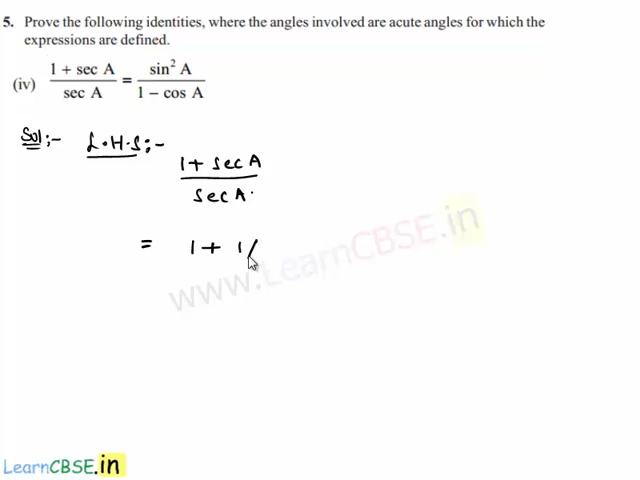 5. Prove the following identities, where the angles involved are acute angles for which the
expressions are defined.
(iv) (1 + sec A)/(sec A) = (sin² A)/(1 − cos A)
Sol:-
L.H.S:-
1 + sec A
sec A.
= 1 + 1/
www.LearnCBSE.in
LearnCBSE.in